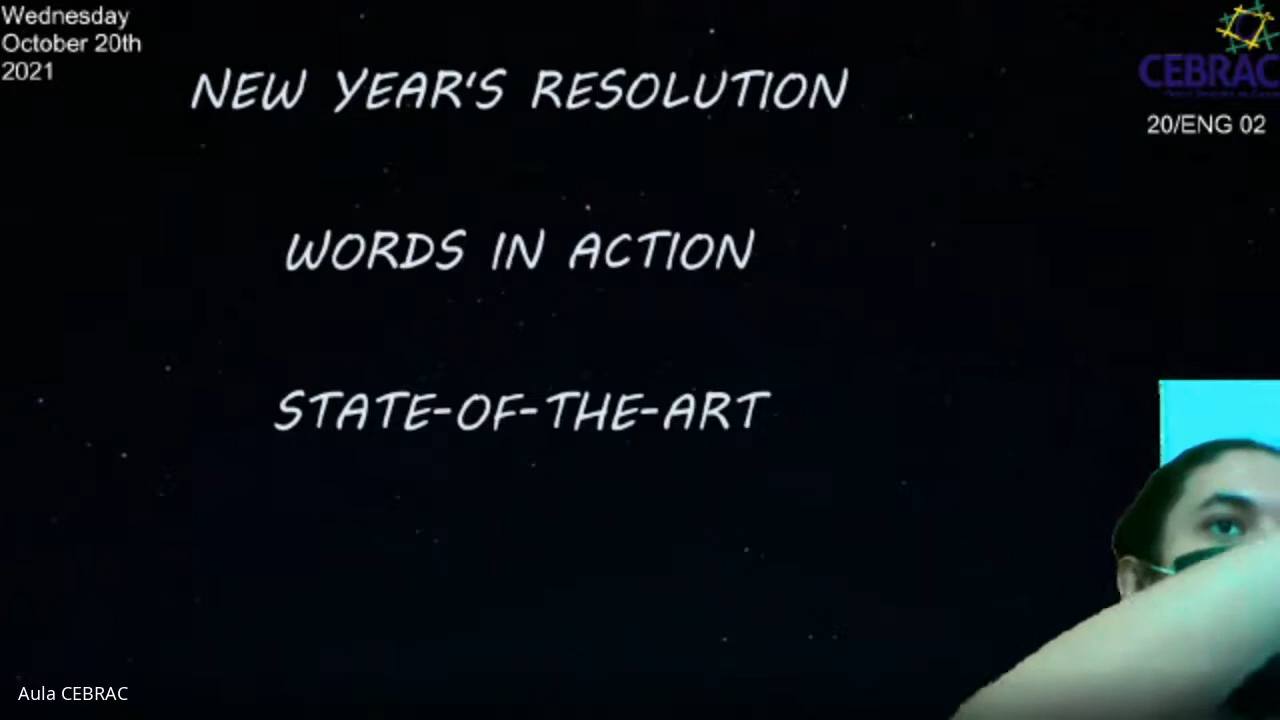 Wednesday
October 20th
2021
NEW YEAR'S RESOLUTION
CEBRAC
20/ENG 02
WORDS IN ACTION
STATE-OF-THE-ART
Aula CEBRAC